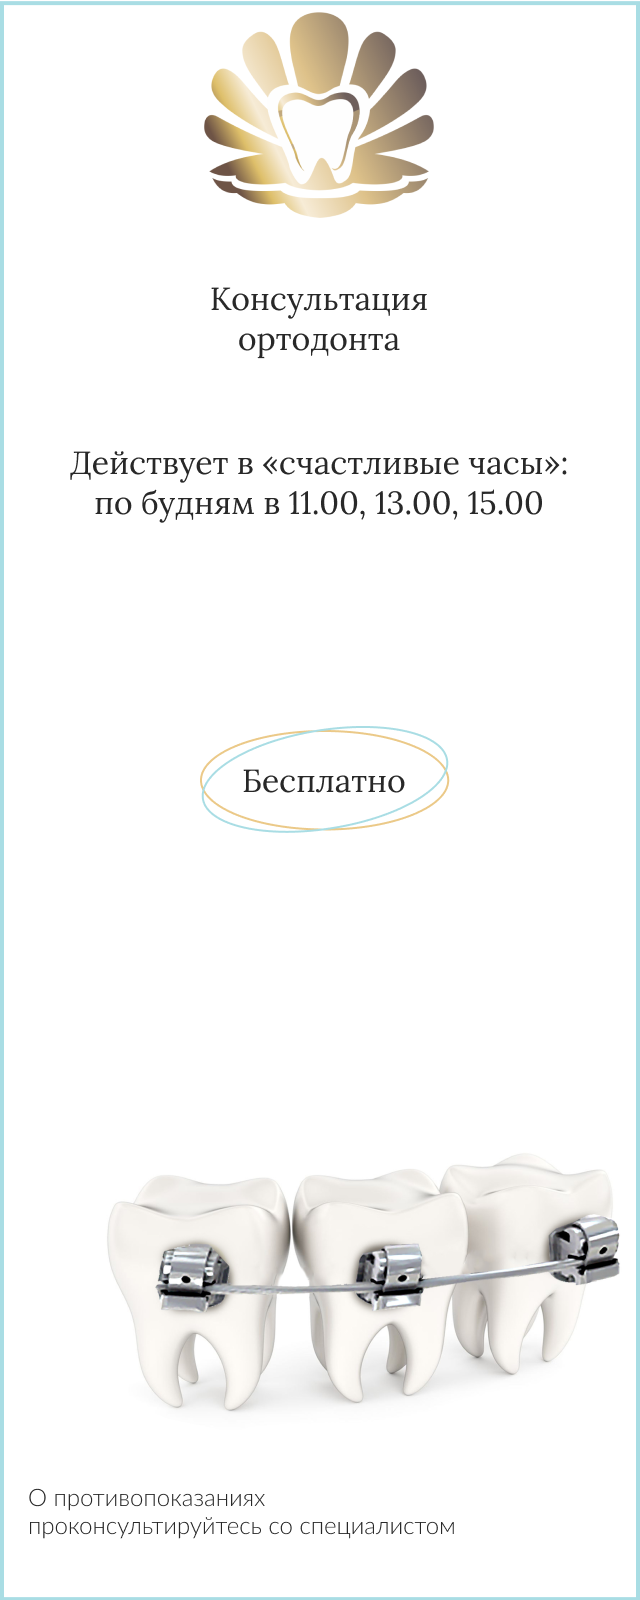 Консультация
ортодонта
Действует в «счастливые часы»:
по будням в 11.00, 13.00, 15.00
Бесплатно
О противопоказаниях
проконсультируйтесь со специалистом